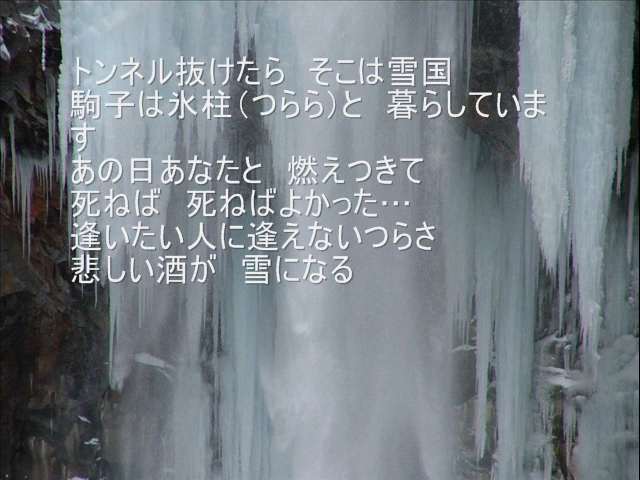 トンネル抜けたら　そこは雪国
駒子は氷柱（つらら）と　暮らしていま
す
あの日あなたと　燃えつきて
死ねば　死ねばよかった…
逢いたい人に逢えないつらさ
悲しい酒が　雪になる